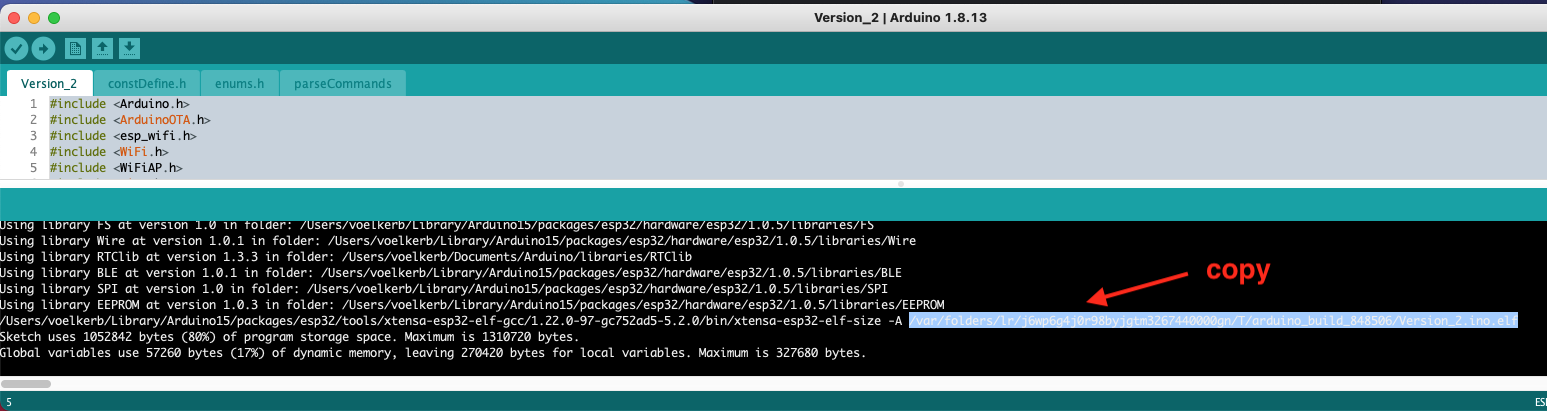 Version_2 | Arduino 1.8.13
Version_2 constDefine.h enums.h parseCommands
1 #include <Arduino.h>
2 #include <ArduinoOTA.h>
3 #include <esp_wifi.h>
4 #include <WiFi.h>
5 #include <WiFiAP.h>
Using library FS at version 1.0 in folder: /Users/voelkerb/Library/Arduino15/packages/esp32/hardware/esp32/1.0.5/libraries/FS
Using library Wire at version 1.0.1 in folder: /Users/voelkerb/Library/Arduino15/packages/esp32/hardware/esp32/1.0.5/libraries/Wire
Using library RTClib at version 1.3.3 in folder: /Users/voelkerb/Documents/Arduino/libraries/RTClib
Using library BLE at version 1.0.1 in folder: /Users/voelkerb/Library/Arduino15/packages/esp32/hardware/esp32/1.0.5/libraries/BLE
Using library SPI at version 1.0 in folder: /Users/voelkerb/Library/Arduino15/packages/esp32/hardware/esp32/1.0.5/libraries/SPI
copy
Using library EEPROM at version 1.0.3 in folder: /Users/voelkerb/Library/Arduino15/packages/esp32/hardware/esp32/1.0.5/libraries/EEPROM
/Users/voelkerb/Library/Arduino15/packages/esp32/tools/xtensa-esp32-elf-gcc/1.22.0-97-gc752ad5-5.2.0/bin/xtensa-esp32-elf-size -A /var/folders/lr/j6wp6g4j0r98byjgtm3267440000gn/T/arduino_build_848506/Version_2.ino.elf
Sketch uses 1052842 bytes (80%) of program storage space. Maximum is 1310720 bytes.
Global variables use 57260 bytes (17%) of dynamic memory, leaving 270420 bytes for local variables. Maximum is 327680 bytes.
5